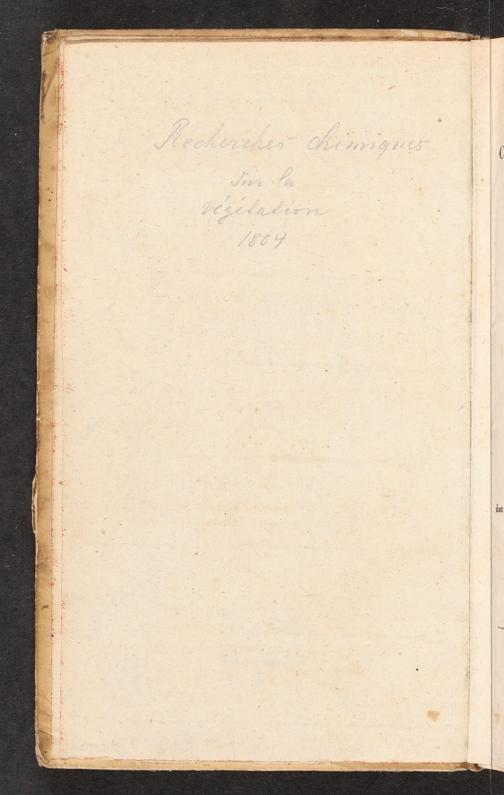 Recherches chimiques
sur la
végétation
1804